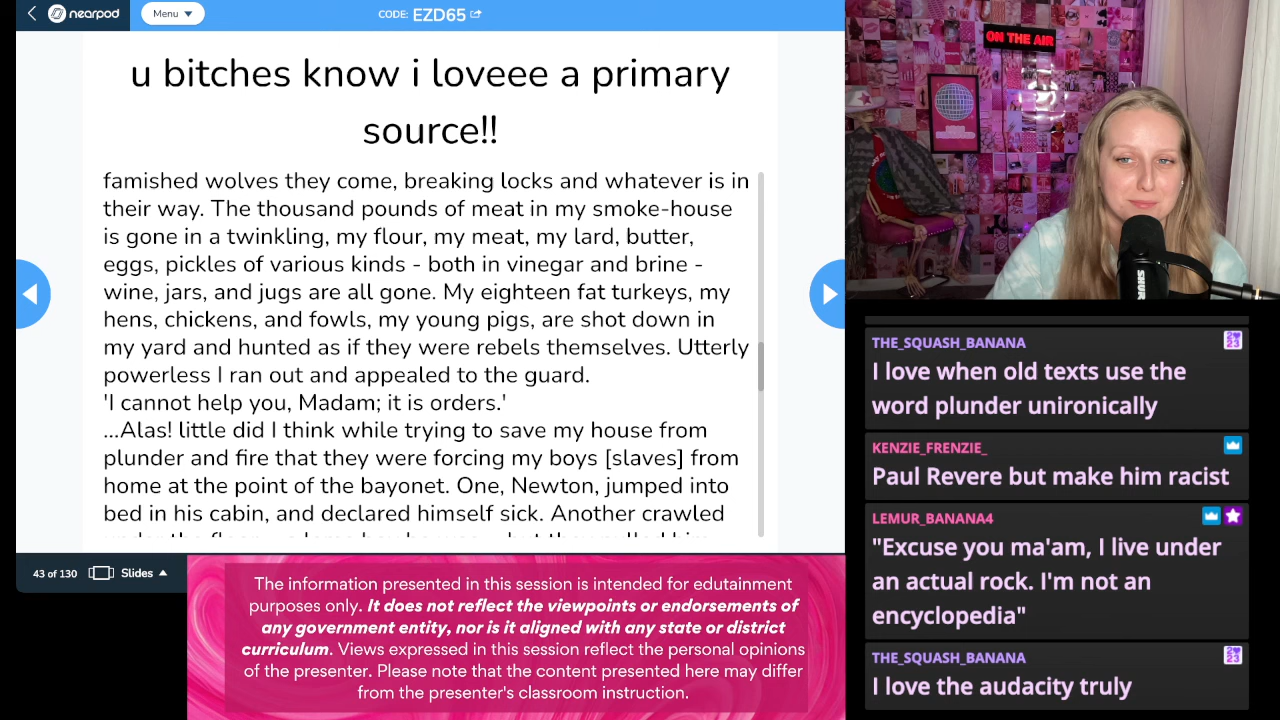 nearpod
Menu
CODE: EZD65
u bitches know i loveee a primary
source!!
famished wolves they come, breaking locks and whatever is in
their way. The thousand pounds of meat in my smoke-house
is gone in a twinkling, my flour, my meat, my lard, butter,
eggs, pickles of various kinds - both in vinegar and brine -
wine, jars, and jugs are all gone. My eighteen fat turkeys, my
hens, chickens, and fowls, my young pigs, are shot down in
my yard and hunted as if they were rebels themselves. Utterly
powerless I ran out and appealed to the guard.
'I cannot help you, Madam; it is orders.'
...Alas! little did I think while trying to save my house from
plunder and fire that they were forcing my boys [slaves] from
home at the point of the bayonet. One, Newton, jumped into
bed in his cabin, and declared himself sick. Another crawled
43 of 130
Slides
The information presented in this session is intended for edutainment
purposes only. It does not reflect the viewpoints or endorsements of
any government entity, nor is it aligned with any state or district
curriculum. Views expressed in this session reflect the personal opinions
of the presenter. Please note that the content presented here may differ
from the presenter's classroom instruction.
ON THE AIR
SHURE
THE_SQUASH_BANANA
I love when old texts use the
word plunder unironically
KENZIE_FRENZIE_
Paul Revere but make him racist
LEMUR_BANANA4
"Excuse you ma'am, I live under
an actual rock. I'm not an
encyclopedia"
THE_SQUASH_BANANA
I love the audacity truly